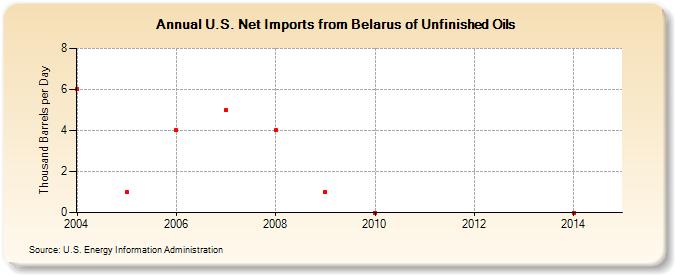 Annual U.S. Net Imports from Belarus of Unfinished Oils
Thousand Barrels per Day
8
6
4
2
0
2004 2006 2008 2010 2012 2014
Source: U.S. Energy Information Administration